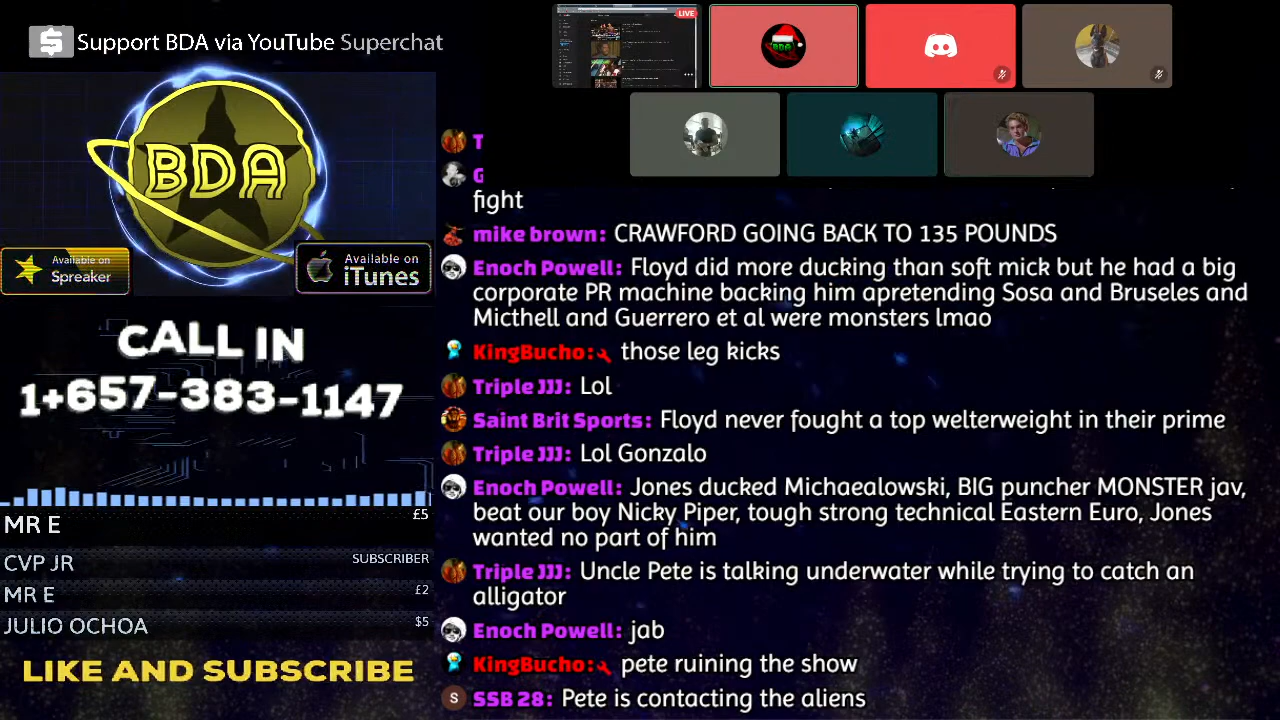 Support BDA via YouTube Superchat
LIVE
BDA
BDA
Available on
Spreaker
Available on
iTunes
CALL IN
1+657-383-1147
MR E £5
CVP JR SUBSCRIBER
MR E £2
JULIO OCHOA $5
LIKE AND SUBSCRIBE
T
G
fight
mike brown: CRAWFORD GOING BACK TO 135 POUNDS
Enoch Powell: Floyd did more ducking than soft mick but he had a big
corporate PR machine backing him apretending Sosa and Bruseles and
Micthell and Guerrero et al were monsters lmao
KingBucho: those leg kicks
Triple JJJ: Lol
Saint Brit Sports: Floyd never fought a top welterweight in their prime
Triple JJJ: Lol Gonzalo
Enoch Powell: Jones ducked Michaealowski, BIG puncher MONSTER jav,
beat our boy Nicky Piper, tough strong technical Eastern Euro, Jones
wanted no part of him
Triple JJJ: Uncle Pete is talking underwater while trying to catch an
alligator
Enoch Powell: jab
KingBucho: pete ruining the show
S SSB 28: Pete is contacting the aliens